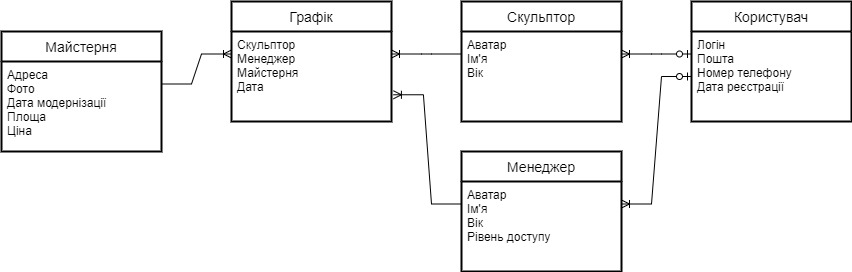 Майстерня
Адреса
Фото
Дата модернізації
Площа
Ціна
Графік
Скульптор
Менеджер
Майстерня
Дата
Скульптор
Аватар
Ім'я
Вік
Користувач
Логін
Пошта
Номер телефону
Дата реєстрації
Менеджер
Аватар
Ім'я
Вік
Рівень доступу